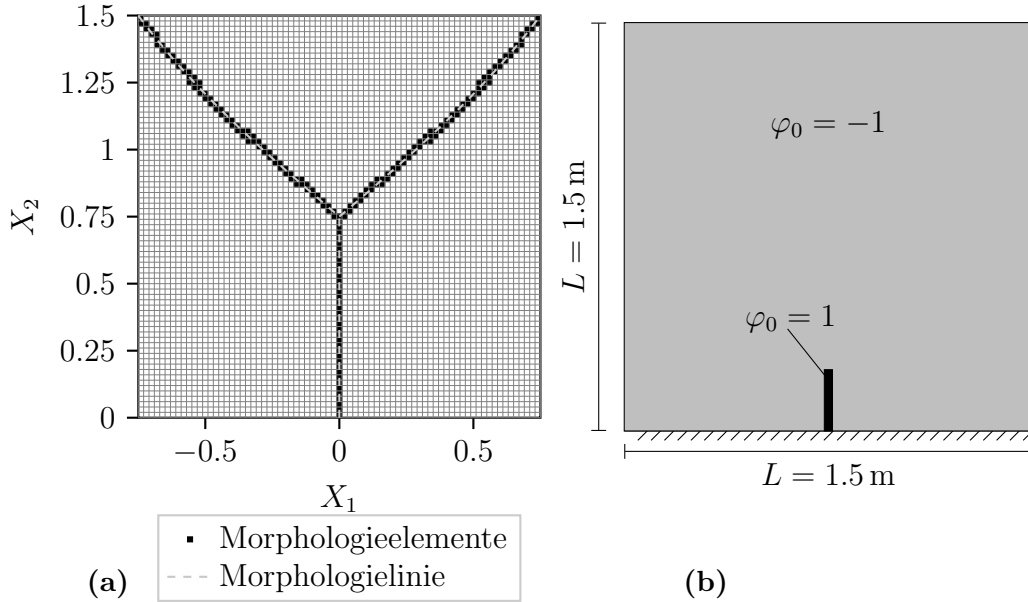 1.5
1.25
1
0.75
0.5
0.25
0
−0.5
0
0.5
X₂
X₁
Morphologieelemente
Morphologielinie
(a)
φ₀ = −1
φ₀ = 1
L = 1.5 m
L = 1.5 m
(b)